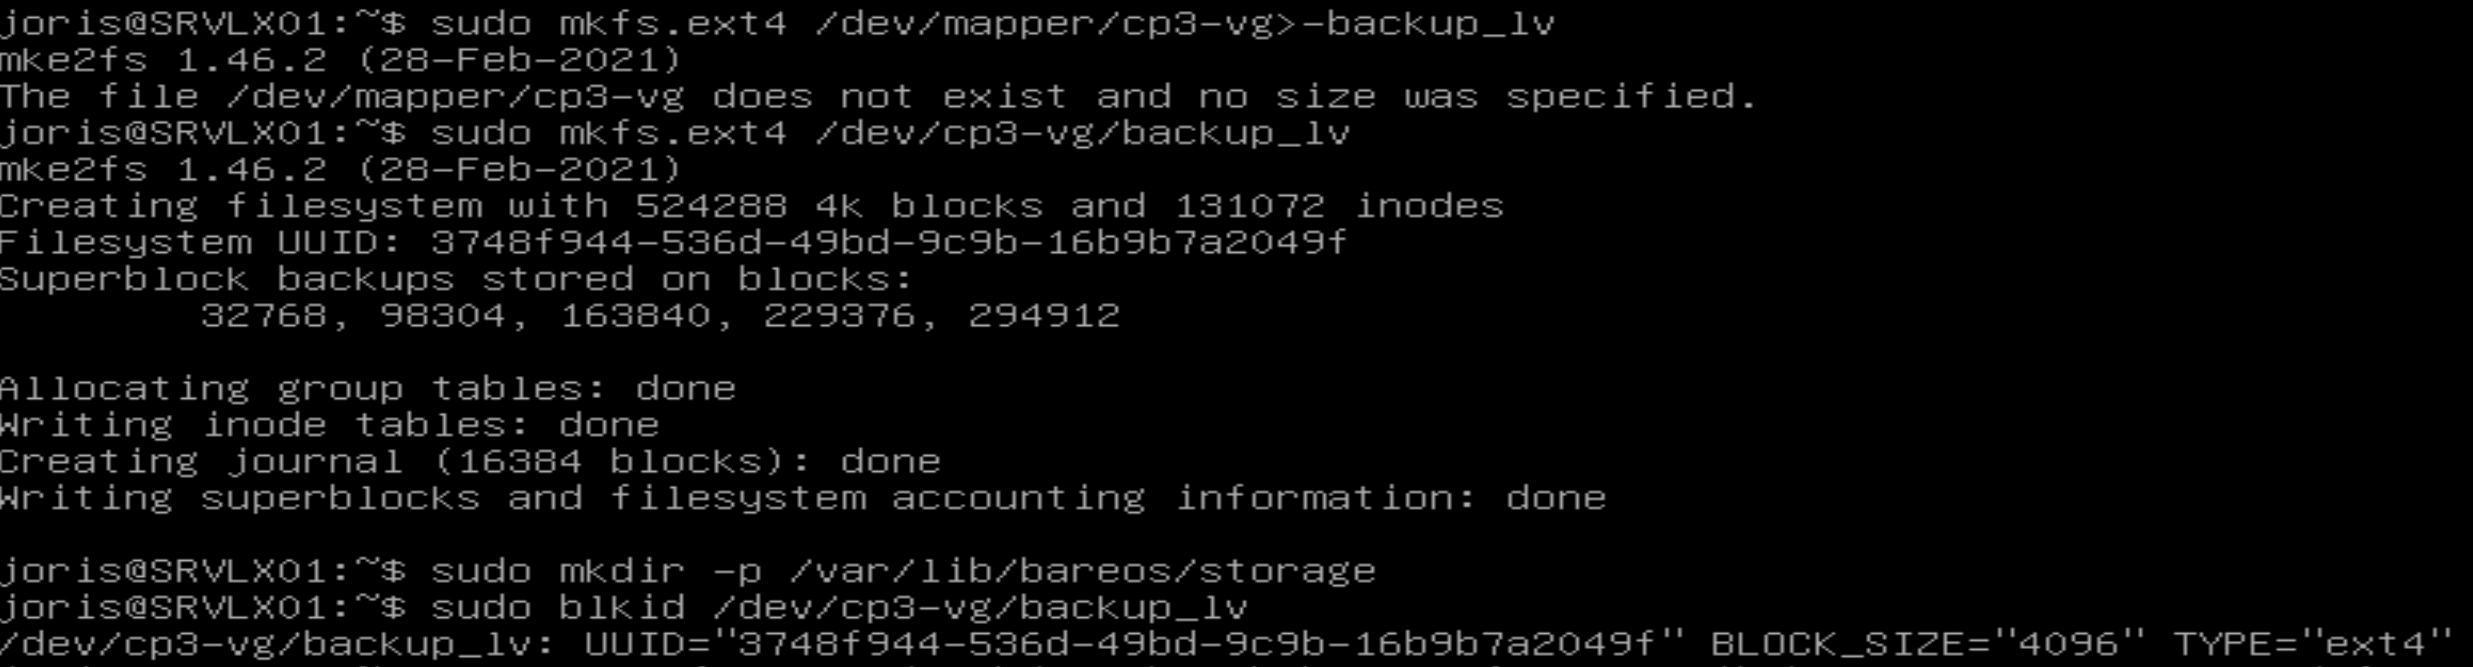 joris@SRVLX01:~$ sudo mkfs.ext4 /dev/mapper/cp3-vg>-backup_lv
mke2fs 1.46.2 (28-Feb-2021)
The file /dev/mapper/cp3-vg does not exist and no size was specified.
joris@SRVLX01:~$ sudo mkfs.ext4 /dev/cp3-vg/backup_lv
mke2fs 1.46.2 (28-Feb-2021)
Creating filesystem with 524288 4k blocks and 131072 inodes
Filesystem UUID: 3748f944-536d-49bd-9c9b-16b9b7a2049f
Superblock backups stored on blocks:
        32768, 98304, 163840, 229376, 294912

Allocating group tables: done
Writing inode tables: done
Creating journal (16384 blocks): done
Writing superblocks and filesystem accounting information: done

joris@SRVLX01:~$ sudo mkdir -p /var/lib/bareos/storage
joris@SRVLX01:~$ sudo blkid /dev/cp3-vg/backup_lv
/dev/cp3-vg/backup_lv: UUID="3748f944-536d-49bd-9c9b-16b9b7a2049f" BLOCK_SIZE="4096" TYPE="ext4"